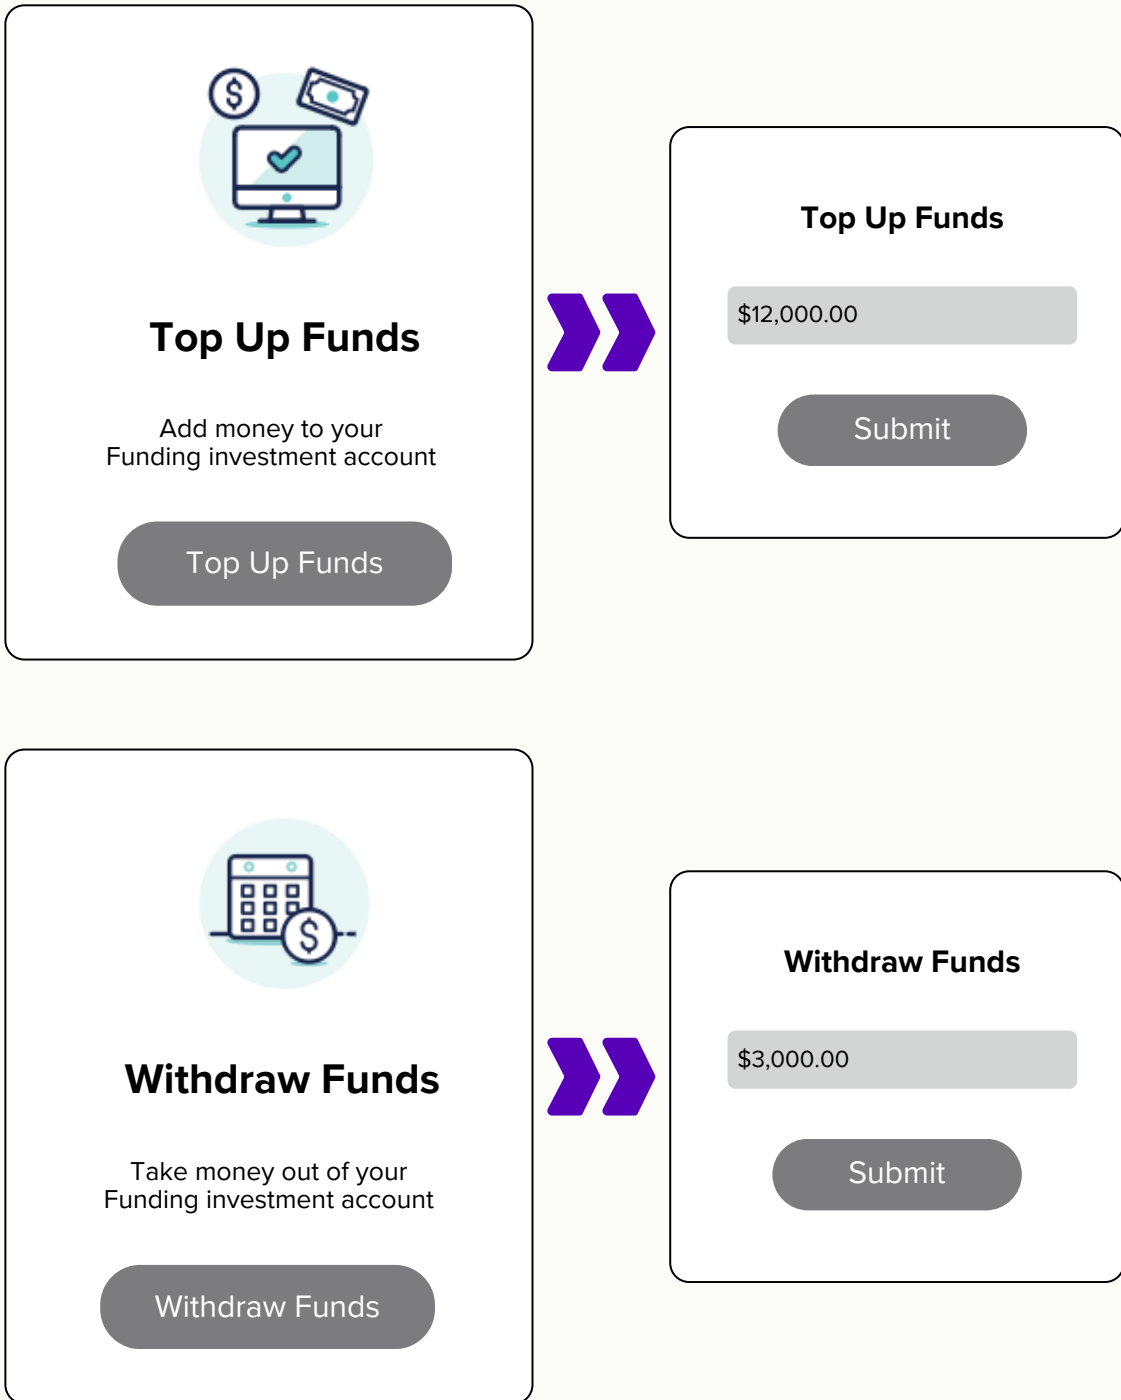 Top Up Funds
Add money to your
Funding investment account
Top Up Funds
Top Up Funds
$12,000.00
Submit
Withdraw Funds
Take money out of your
Funding investment account
Withdraw Funds
Withdraw Funds
$3,000.00
Submit